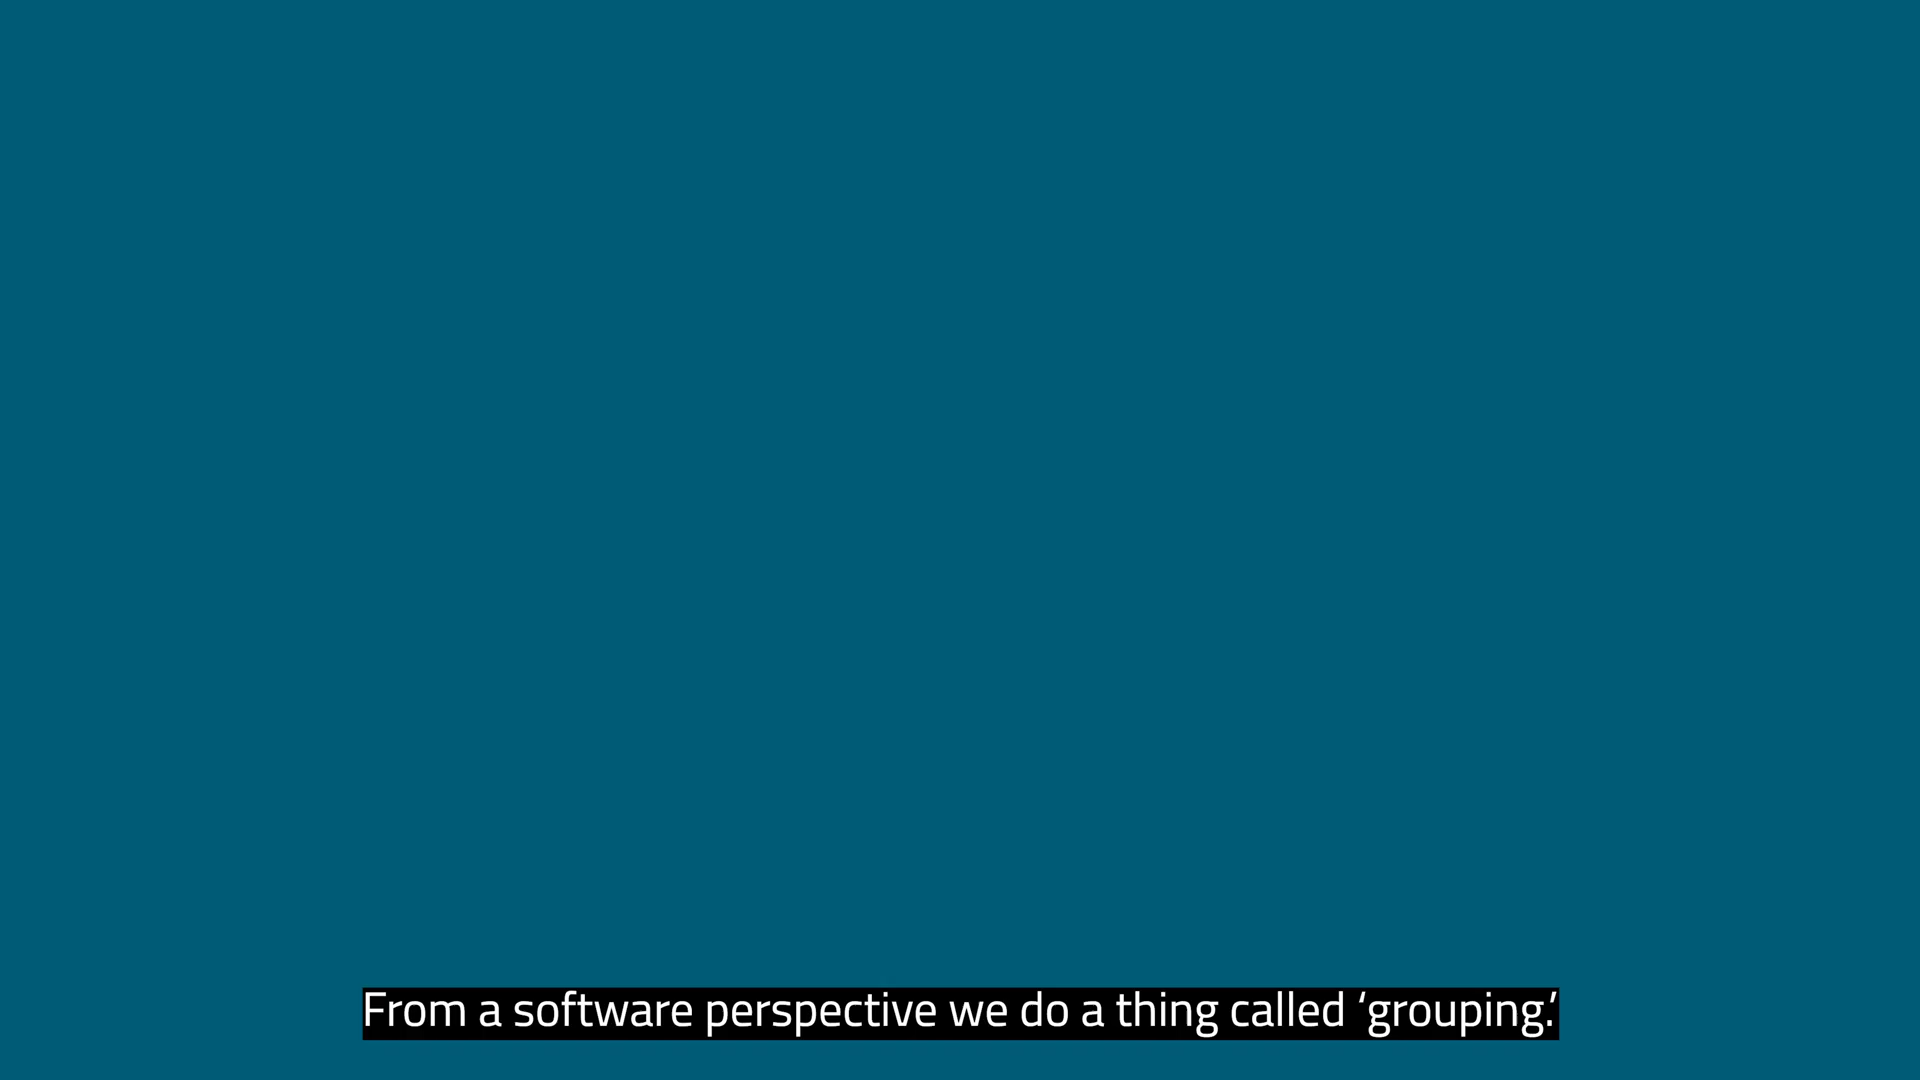 From a software perspective we do a thing called ‘grouping.’